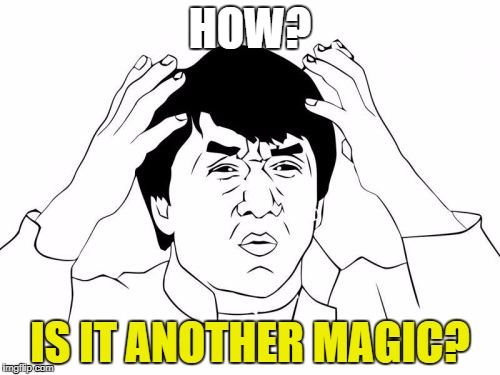 HOW?
IS IT ANOTHER MAGIC?
imgflip.com